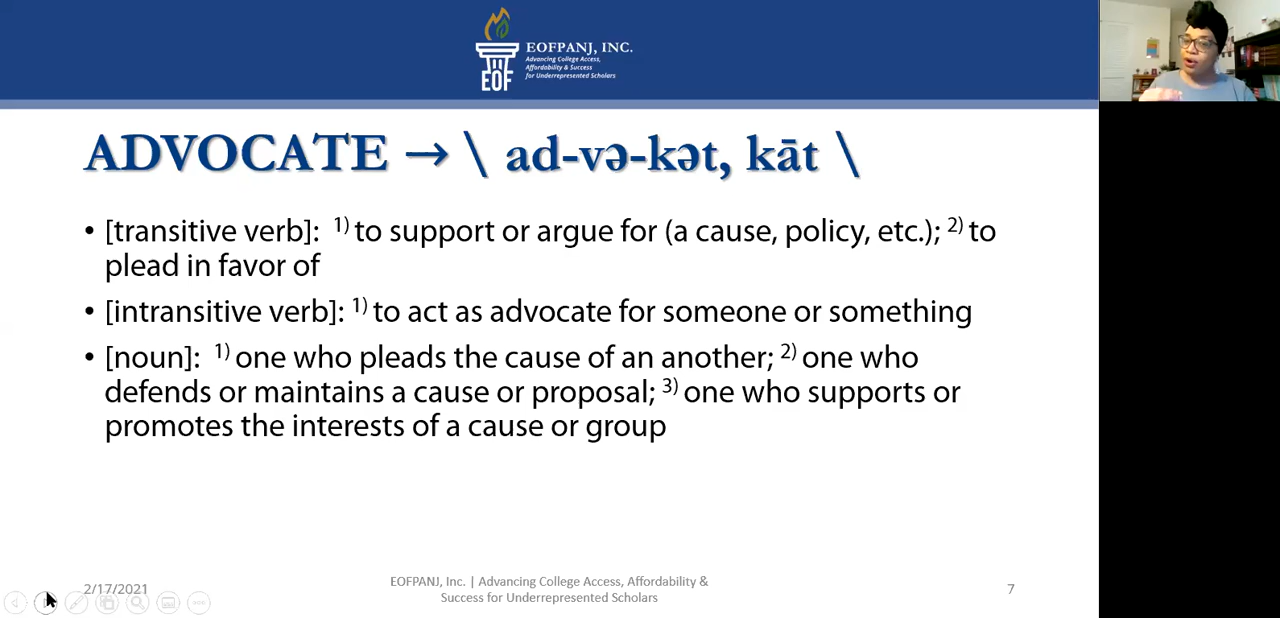 EOFPANJ, INC.
Advancing College Access,
Affordability & Success
for Underrepresented Scholars
EOF
ADVOCATE → \ ad-və-kət, kāt \
• [transitive verb]: 1) to support or argue for (a cause, policy, etc.); 2) to
plead in favor of
• [intransitive verb]: 1) to act as advocate for someone or something
• [noun]: 1) one who pleads the cause of an another; 2) one who
defends or maintains a cause or proposal; 3) one who supports or
promotes the interests of a cause or group
2/17/2021
EOFPANJ, Inc. | Advancing College Access, Affordability &
Success for Underrepresented Scholars
7